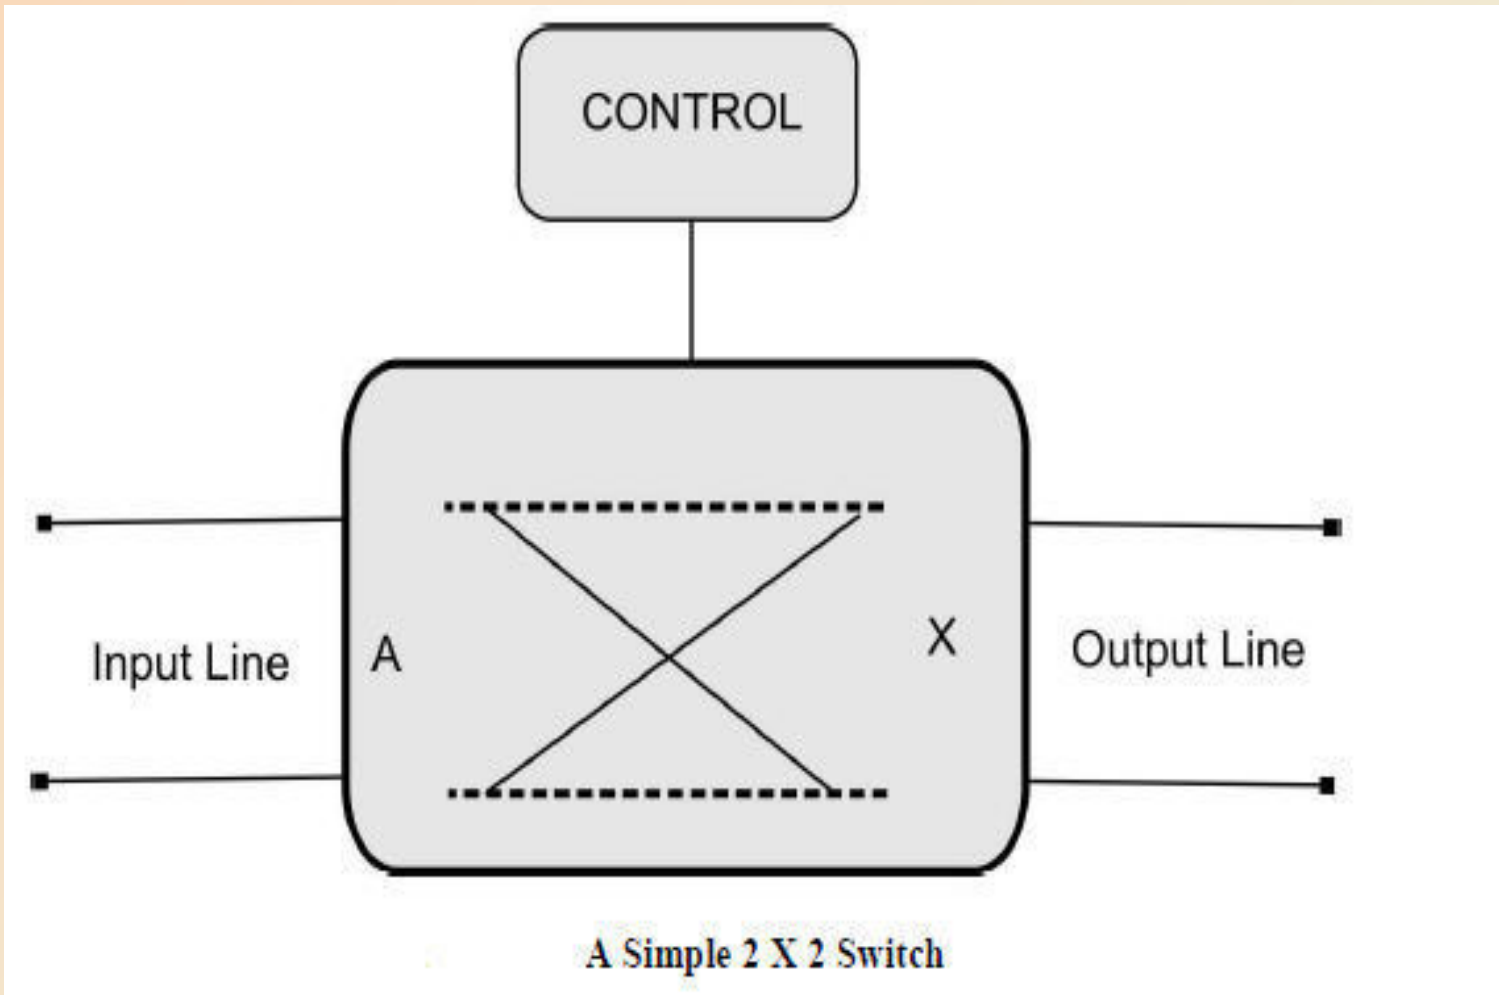 CONTROL
Input Line
A
X
Output Line
A Simple 2 X 2 Switch